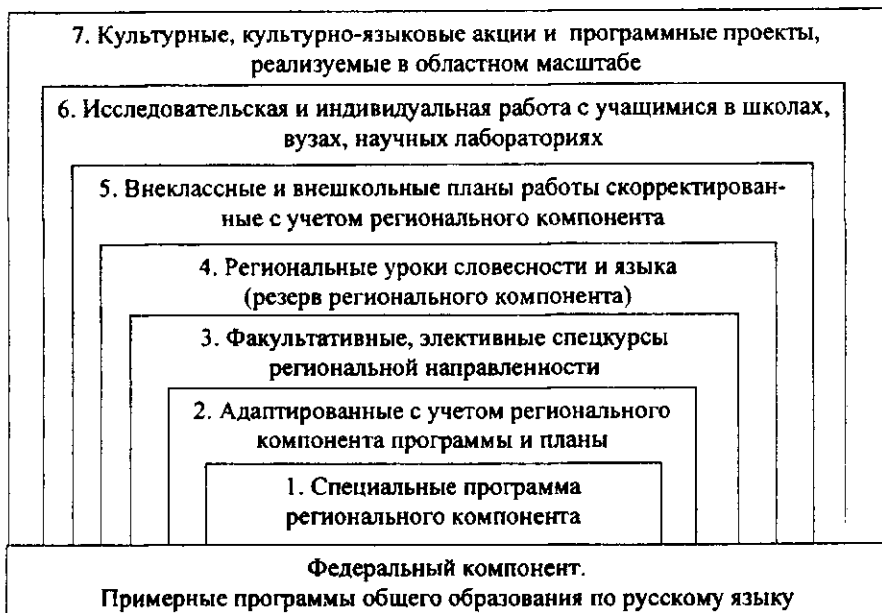 7. Культурные, культурно-языковые акции и программные проекты,
реализуемые в областном масштабе
6. Исследовательская и индивидуальная работа с учащимися в школах,
вузах, научных лабораториях
5. Внеклассные и внешкольные планы работы скорректирован-
ные с учетом регионального компонента
4. Региональные уроки словесности и языка
(резерв регионального компонента)
3. Факультативные, элективные спецкурсы
региональной направленности
2. Адаптированные с учетом регионального
компонента программы и планы
1. Специальные программа
регионального компонента
Федеральный компонент.
Примерные программы общего образования по русскому языку